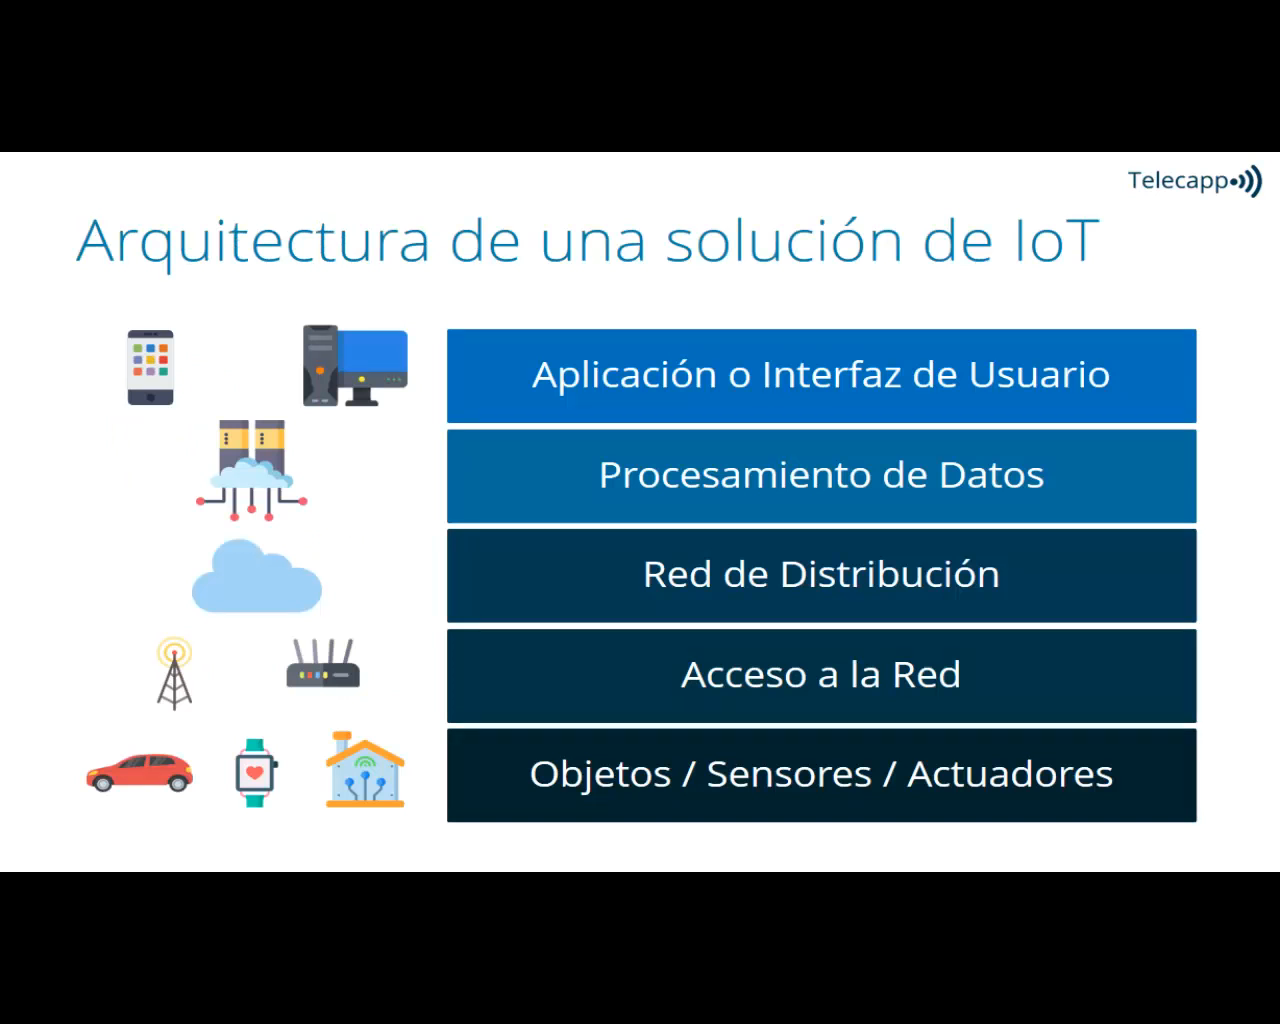 Telecapp
Arquitectura de una solución de IoT
Aplicación o Interfaz de Usuario
Procesamiento de Datos
Red de Distribución
Acceso a la Red
Objetos / Sensores / Actuadores